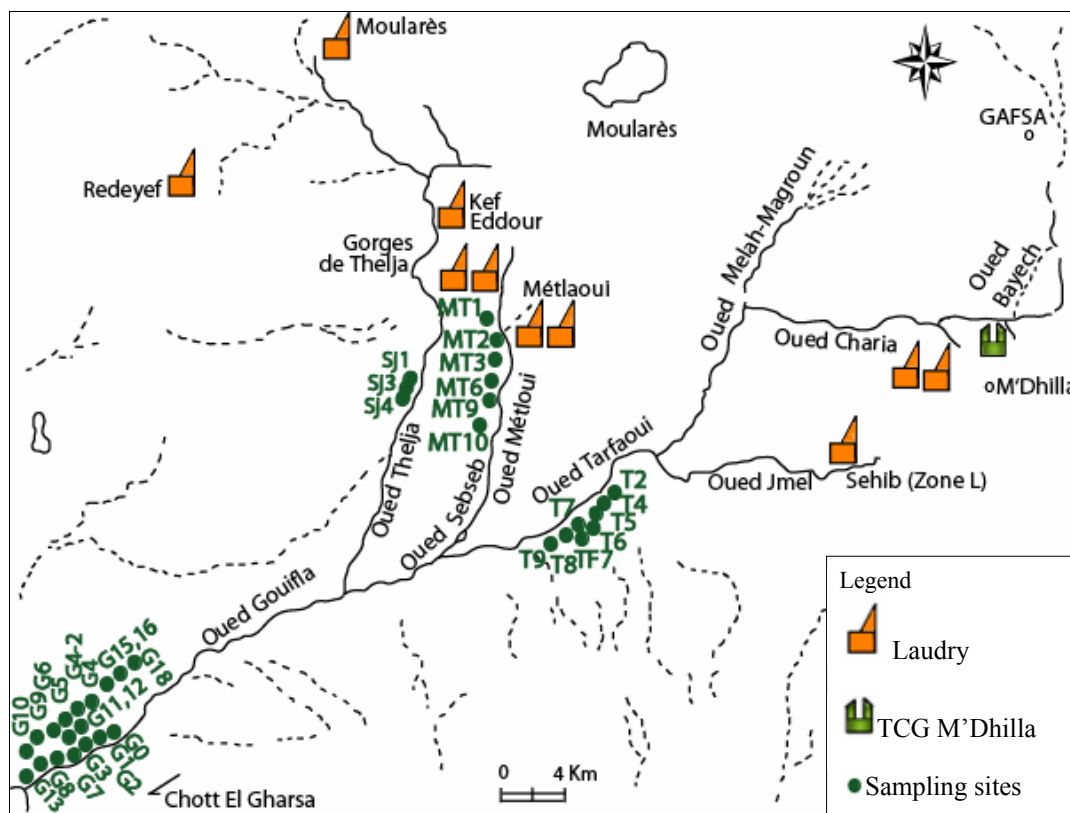 Moularès
Moularès
GAFSA
Redeyef
Kef
Eddour
Gorges
de Thelja
Métlaoui
Oued Melah-Magroun
Oued
Bayech
Oued Charia
M'Dhilla
MT1
MT2
MT3
MT6
MT9
MT10
SJ1
SJ3
SJ4
Oued Thelja
Oued Sebseb
Oued Métloui
Oued Tarfaoui
Oued Jmel
Sehib (Zone L)
T2
T4
T5
T6
T7
TF7
T8
T9
Oued Gouifla
G10
G9
G6
G5
G4-2
G4
G15,16
G18
G11,12
G0
G1
G2
G3
G7
G8
G13
Chott El Gharsa
0 4 Km
Legend
Laudry
TCG M'Dhilla
Sampling sites